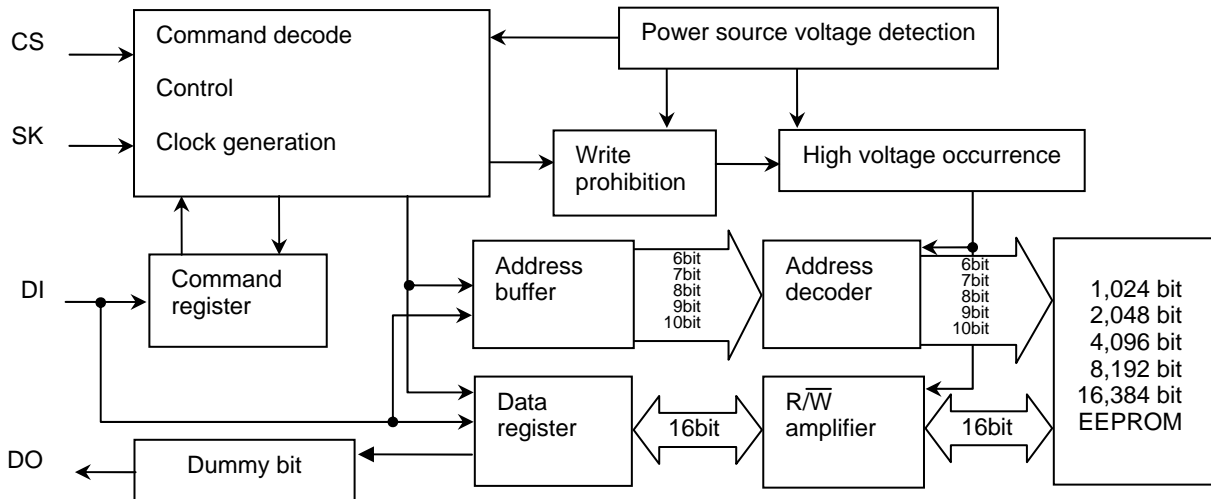 CS
SK
DI
DO
Command decode
Control
Clock generation
Power source voltage detection
Write
prohibition
High voltage occurrence
Command
register
Address
buffer
6bit
7bit
8bit
9bit
10bit
Address
decoder
6bit
7bit
8bit
9bit
10bit
1,024 bit
2,048 bit
4,096 bit
8,192 bit
16,384 bit
EEPROM
Data
register
16bit
R/W̅
amplifier
16bit
Dummy bit